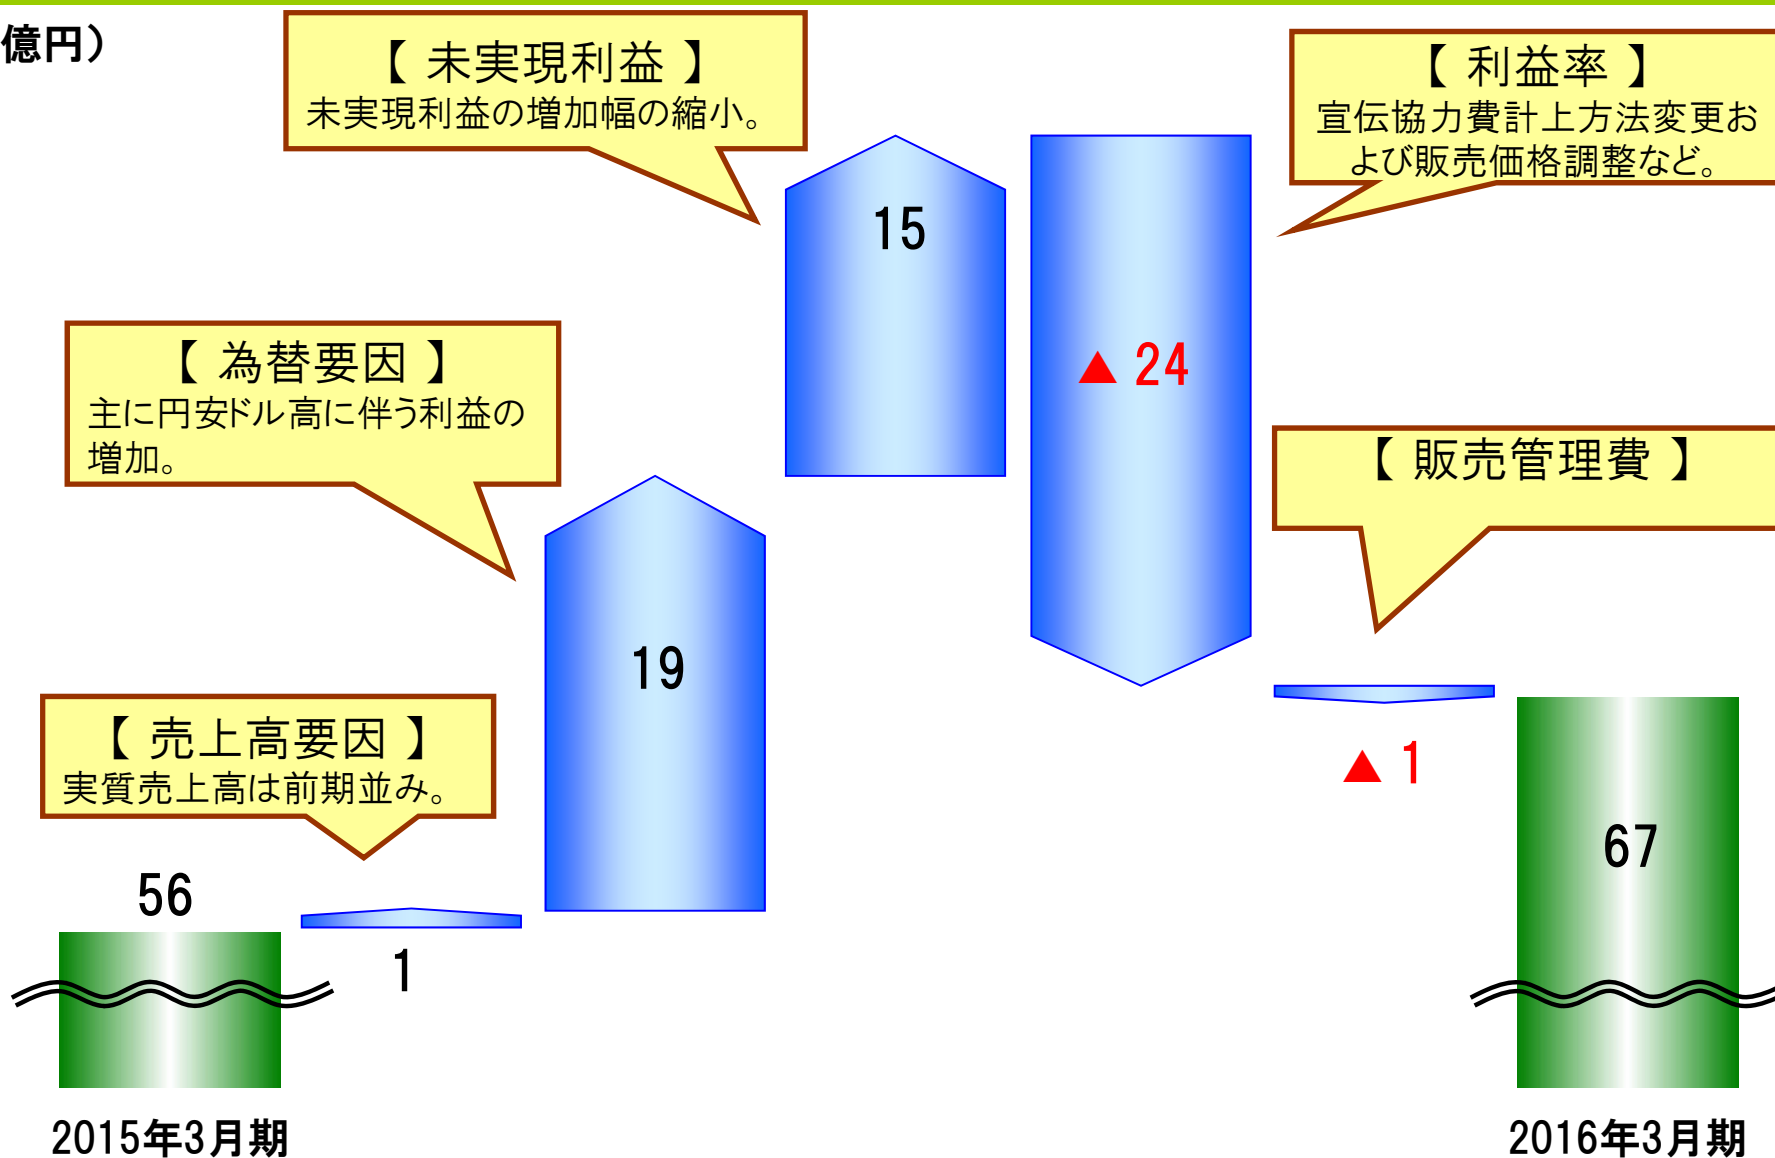 億円）
【 未実現利益 】
未実現利益の増加幅の縮小。
【 利益率 】
宣伝協力費計上方法変更お
よび販売価格調整など。
15
▲ 24
【 為替要因 】
主に円安ドル高に伴う利益の
増加。
【 販売管理費 】
19
【 売上高要因 】
実質売上高は前期並み。
▲ 1
67
56
1
2015年3月期
2016年3月期